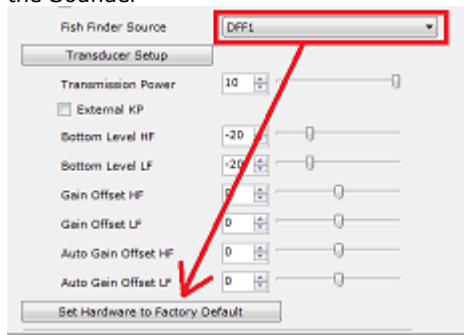 the Sounder
Fish Finder Source DFF1
Transducer Setup
Transmission Power 10
External KP
Bottom Level HF -20
Bottom Level LF -20
Gain Offset HF
Gain Offset LF 0
Auto Gain Offset HF 0
Auto Gain Offset LF 0
Set Hardware to Factory Default